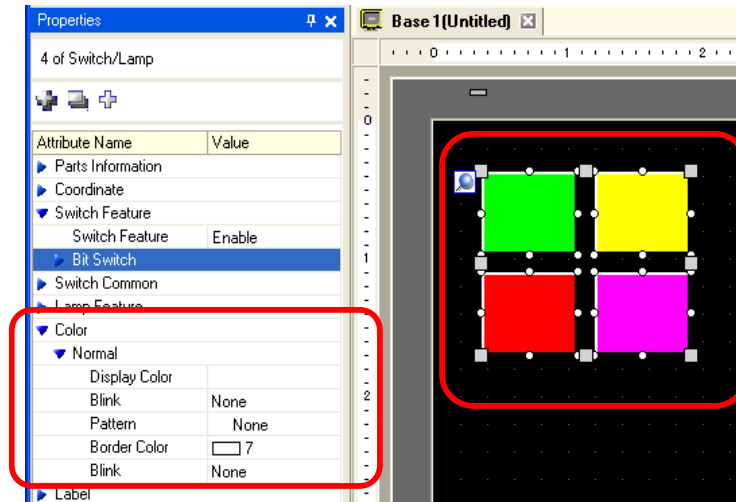 Properties
Base 1(Untitled)
4 of Switch/Lamp
0 1 2
Attribute Name Value
Parts Information
Coordinate
Switch Feature
Switch Feature Enable
Bit Switch
Switch Common
Lamp Feature
Color
Normal
Display Color
Blink None
Pattern None
Border Color 7
Blink None
Label
0
1
2